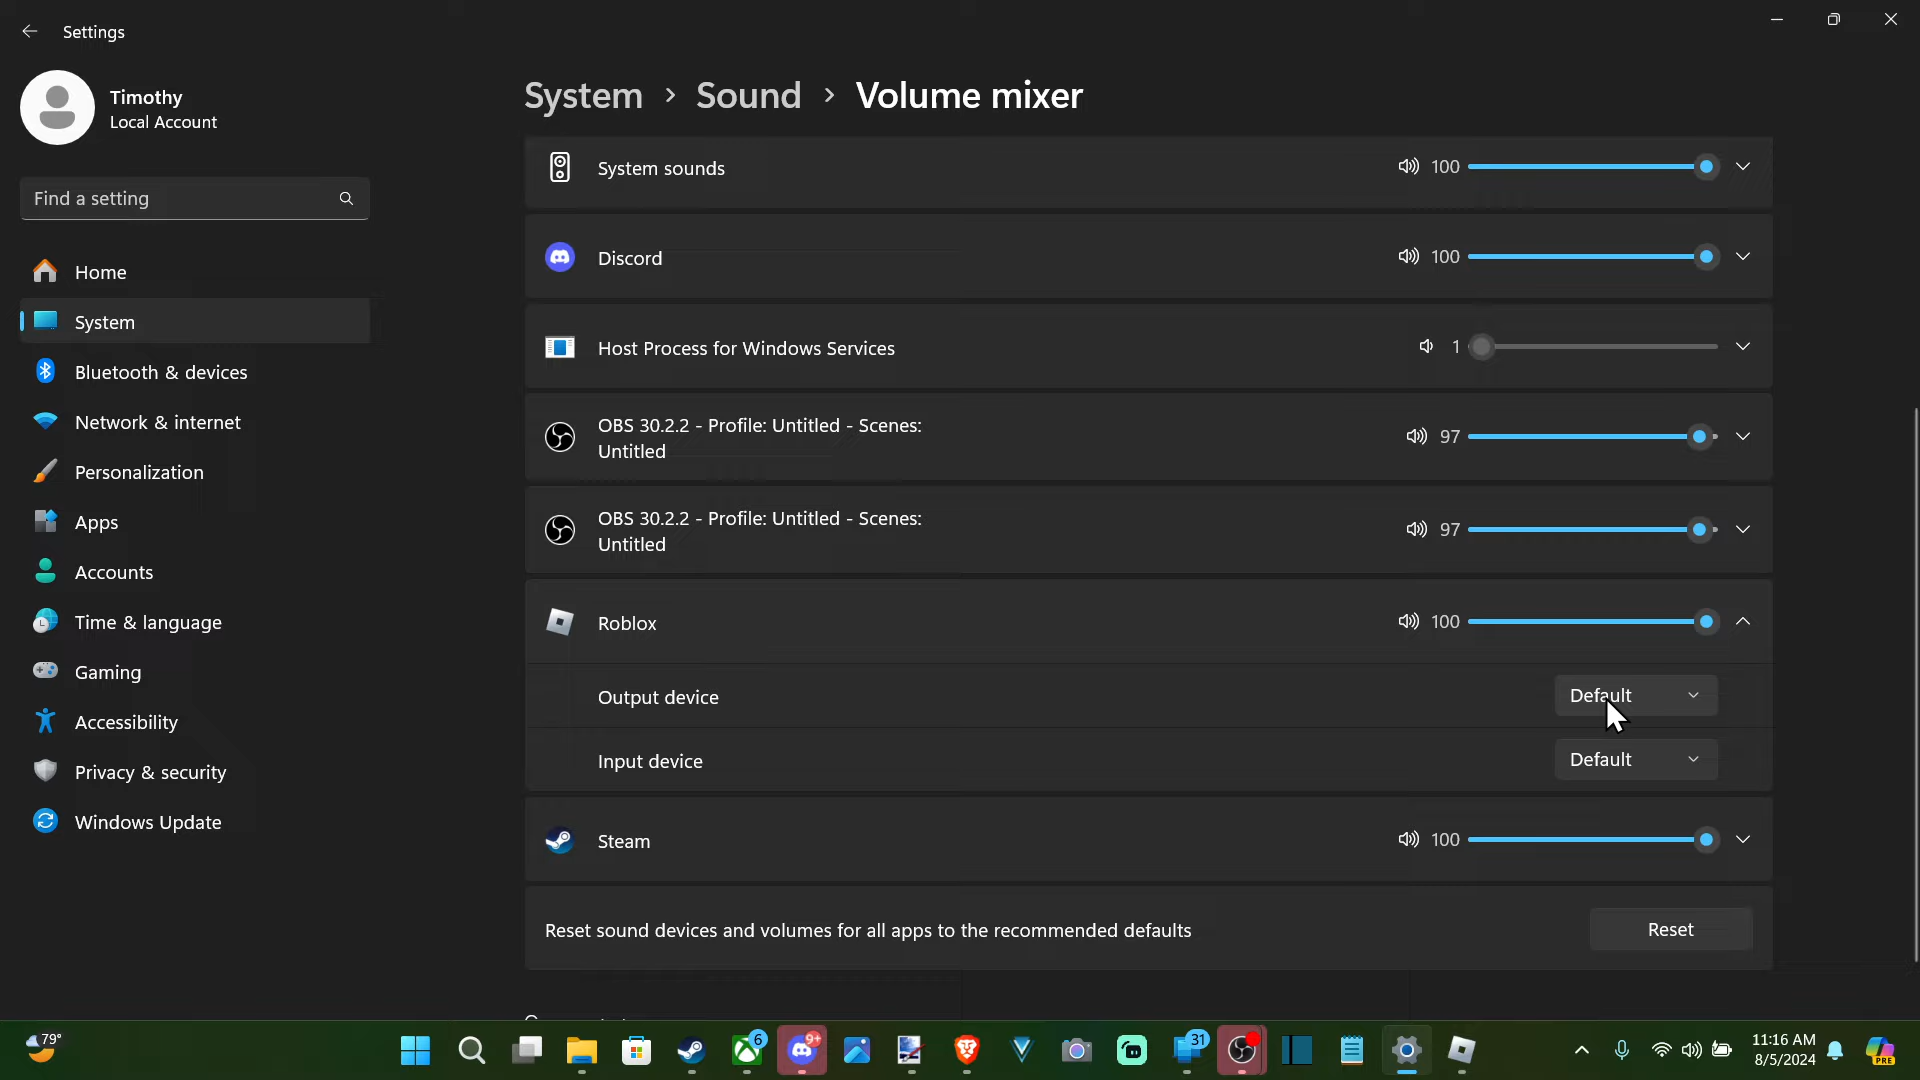 Settings
Timothy
Local Account
Find a setting
Home
System
Bluetooth & devices
Network & internet
Personalization
Apps
Accounts
Time & language
Gaming
Accessibility
Privacy & security
Windows Update
System > Sound > Volume mixer
System sounds 100
Discord 100
Host Process for Windows Services 1
OBS 30.2.2 - Profile: Untitled - Scenes:
Untitled 97
OBS 30.2.2 - Profile: Untitled - Scenes:
Untitled 97
Roblox 100
Output device Default
Input device Default
Steam 100
Reset sound devices and volumes for all apps to the recommended defaults Reset
79°
6
9+
31
11:16 AM
8/5/2024
PRE